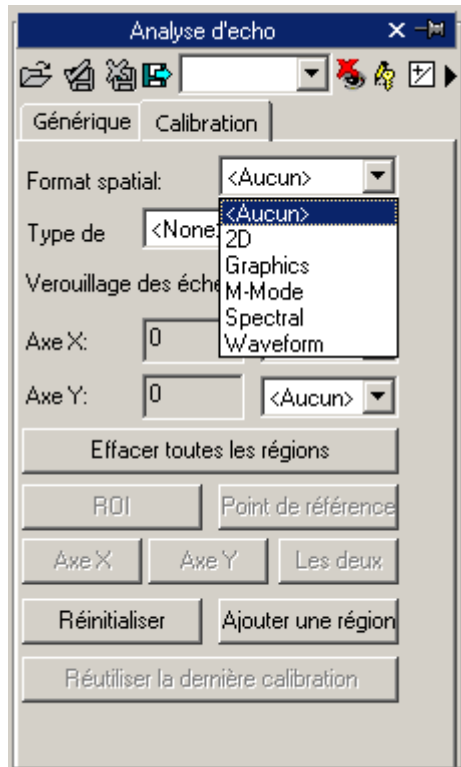 Analyse d'echo
Générique Calibration
Format spatial: <Aucun>
<Aucun>
2D
Graphics
M-Mode
Spectral
Waveform
Type de <None
Verouillage des éch
Axe X: 0
Axe Y: 0 <Aucun>
Effacer toutes les régions
ROI Point de référence
Axe X Axe Y Les deux
Réinitialiser Ajouter une région
Réutiliser la dernière calibration